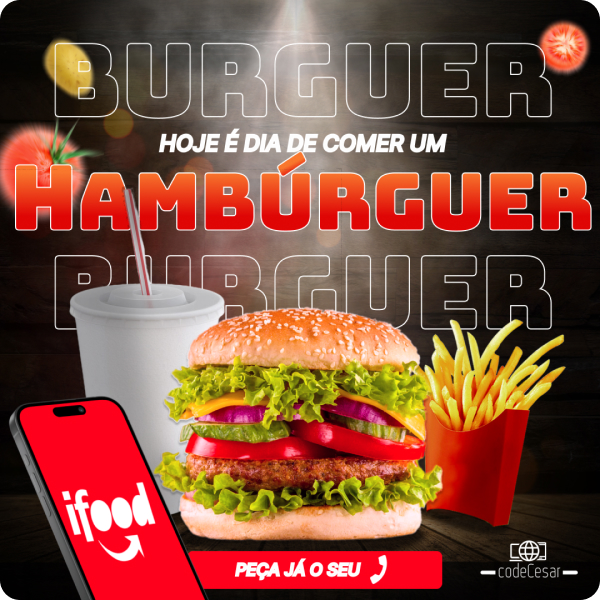 BURGUER
HOJE É DIA DE COMER UM
HAMBÚRGUER
BURGUER
ifood
PEÇA JÁ O SEU
codeCesar